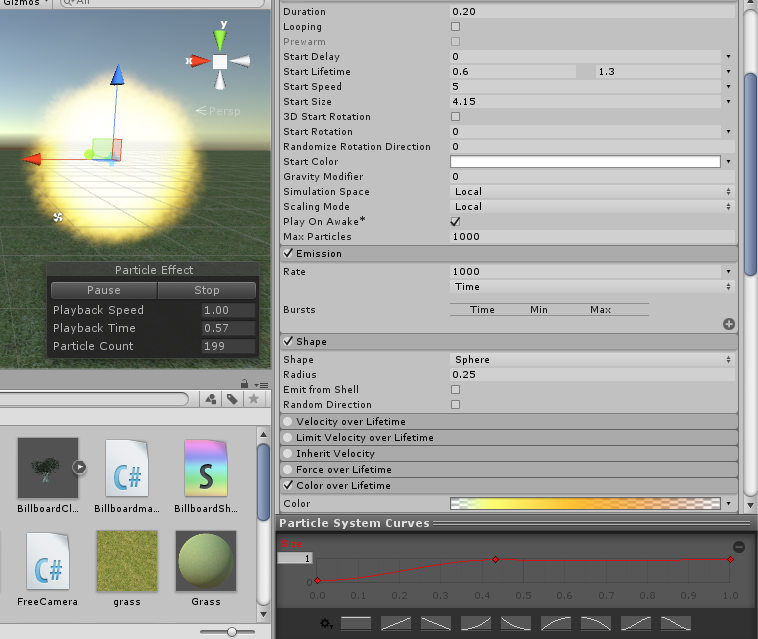 Gizmos
All
y
x
Persp
Particle Effect
Pause Stop
Playback Speed 1.00
Playback Time 0.57
Particle Count 199
BillboardCl... Billboardma... BillboardSh...
C# S
C#
FreeCamera grass Grass
Duration 0.20
Looping
Prewarm
Start Delay 0
Start Lifetime 0.6 1.3
Start Speed 5
Start Size 4.15
3D Start Rotation
Start Rotation 0
Randomize Rotation Direction 0
Start Color
Gravity Modifier 0
Simulation Space Local
Scaling Mode Local
Play On Awake*
Max Particles 1000
Emission
Rate 1000
Time
Bursts Time Min Max
Shape
Shape Sphere
Radius 0.25
Emit from Shell
Random Direction
Velocity over Lifetime
Limit Velocity over Lifetime
Inherit Velocity
Force over Lifetime
Color over Lifetime
Color
Particle System Curves
Size
1
0
0.0 0.1 0.2 0.3 0.4 0.5 0.6 0.7 0.8 0.9 1.0